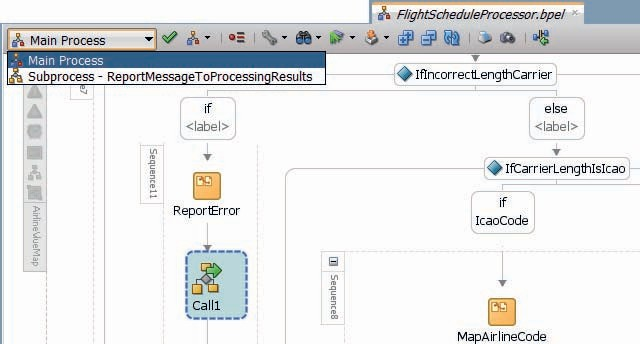 FlightScheduleProcessor.bpel
Main Process
Main Process
Subprocess - ReportMessageToProcessingResults
IfIncorrectLengthCarrier
if
<label>
else
<label>
Sequence11
IfCarrierLengthIsIcao
ReportError
if
IcaoCode
AirlineVueMap
Call1
Sequence8
MapAirlineCode